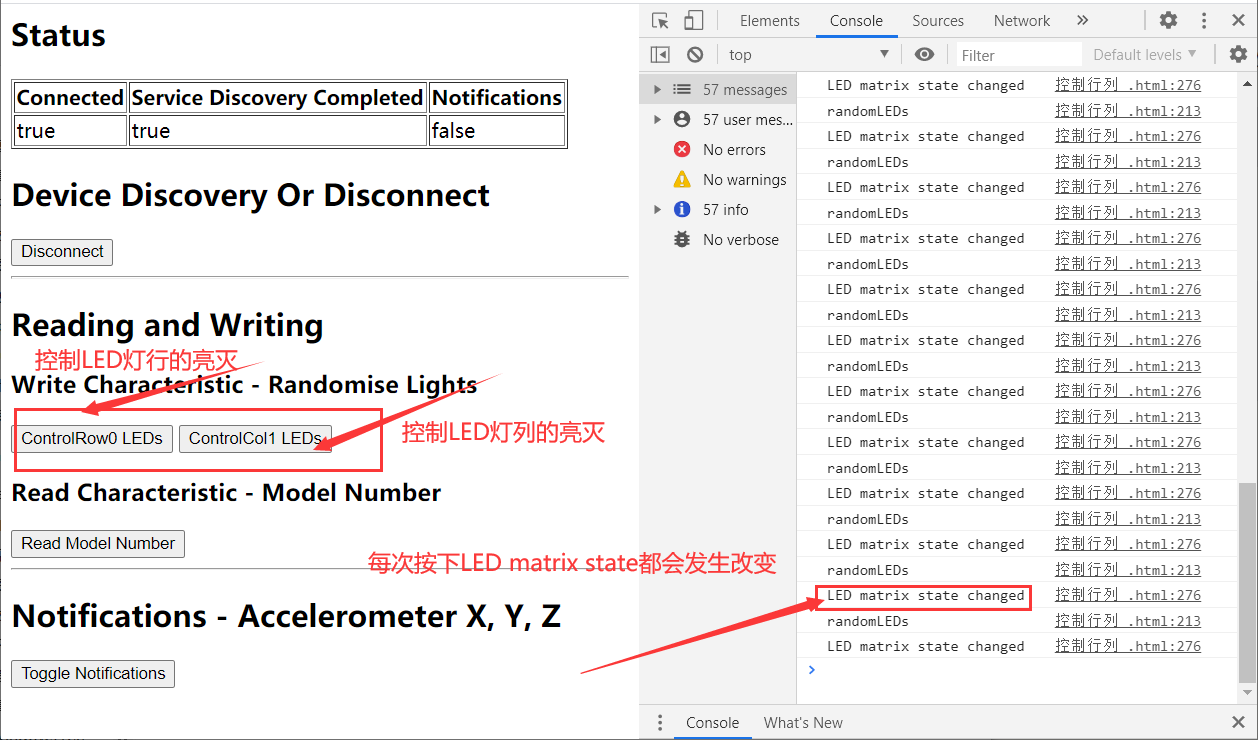 Status
Connected Service Discovery Completed Notifications
true true false
Device Discovery Or Disconnect
Disconnect
Reading and Writing
控制LED灯行的亮灭
Write Characteristic - Randomise Lights
ControlRow0 LEDs ControlCol1 LEDs
控制LED灯列的亮灭
Read Characteristic - Model Number
Read Model Number
每次按下LED matrix state都会发生改变
Notifications - Accelerometer X, Y, Z
Toggle Notifications
Elements Console Sources Network
top Filter Default levels
57 messages
57 user mes...
No errors
No warnings
57 info
No verbose
LED matrix state changed 控制行列 .html:276
randomLEDs 控制行列 .html:213
LED matrix state changed 控制行列 .html:276
randomLEDs 控制行列 .html:213
LED matrix state changed 控制行列 .html:276
randomLEDs 控制行列 .html:213
LED matrix state changed 控制行列 .html:276
randomLEDs 控制行列 .html:213
LED matrix state changed 控制行列 .html:276
randomLEDs 控制行列 .html:213
LED matrix state changed 控制行列 .html:276
randomLEDs 控制行列 .html:213
LED matrix state changed 控制行列 .html:276
randomLEDs 控制行列 .html:213
LED matrix state changed 控制行列 .html:276
randomLEDs 控制行列 .html:213
LED matrix state changed 控制行列 .html:276
randomLEDs 控制行列 .html:213
LED matrix state changed 控制行列 .html:276
randomLEDs 控制行列 .html:213
LED matrix state changed 控制行列 .html:276
randomLEDs 控制行列 .html:213
LED matrix state changed 控制行列 .html:276
Console What's New